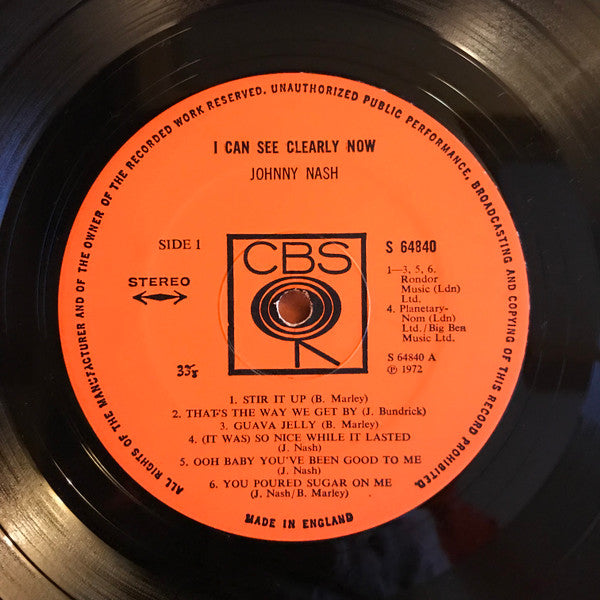 ALL RIGHTS OF THE MANUFACTURER AND OF THE OWNER OF THE RECORDED WORK RESERVED. UNAUTHORIZED PUBLIC PERFORMANCE, BROADCASTING AND COPYING OF THIS RECORD PROHIBITED.
I CAN SEE CLEARLY NOW
JOHNNY NASH
SIDE 1
STEREO
CBS
S 64840
1—3, 5, 6.
Rondor
Music (Ldn)
Ltd.
4. Planetary-
Nom (Ldn)
Ltd./Big Ben
Music Ltd.
S 64840 A
℗ 1972
33⅓
1. STIR IT UP (B. Marley)
2. THAT'S THE WAY WE GET BY (J. Bundrick)
3. GUAVA JELLY (B. Marley)
4. (IT WAS) SO NICE WHILE IT LASTED
(J. Nash)
5. OOH BABY YOU'VE BEEN GOOD TO ME
(J. Nash)
6. YOU POURED SUGAR ON ME
(J. Nash/B. Marley)
MADE IN ENGLAND